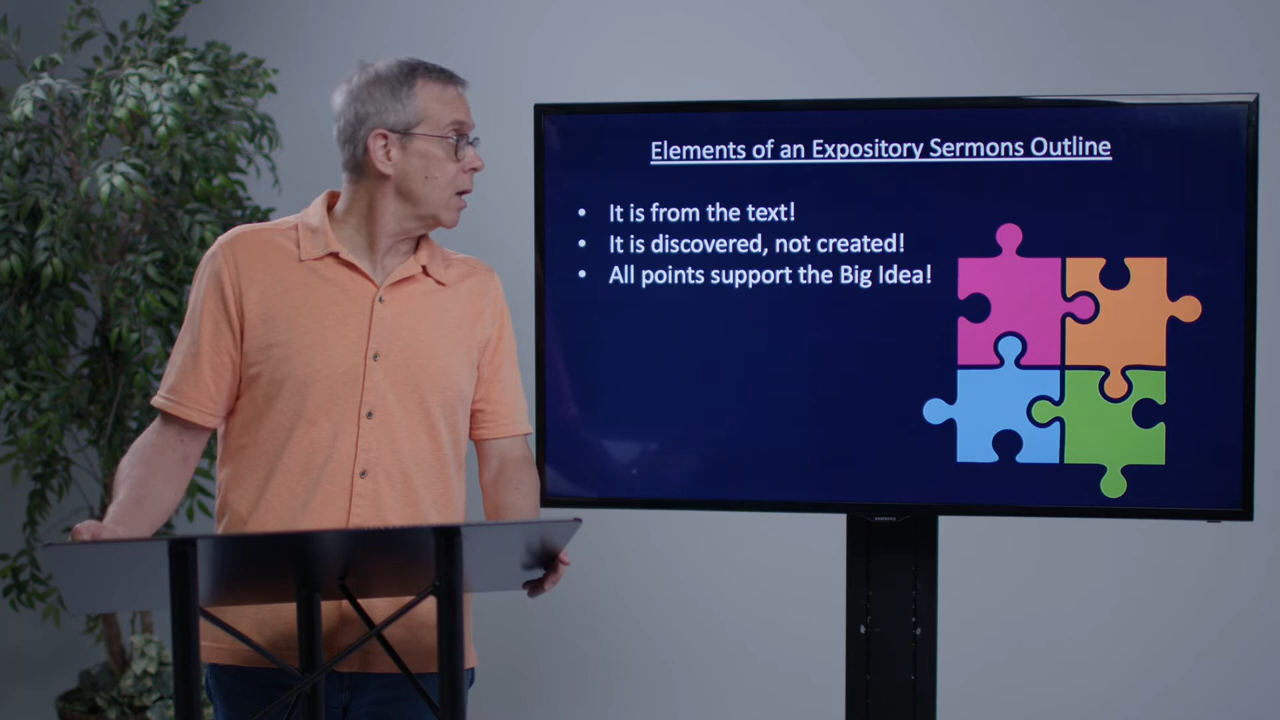 Elements of an Expository Sermons Outline
• It is from the text!
• It is discovered, not created!
• All points support the Big Idea!
SAMSUNG